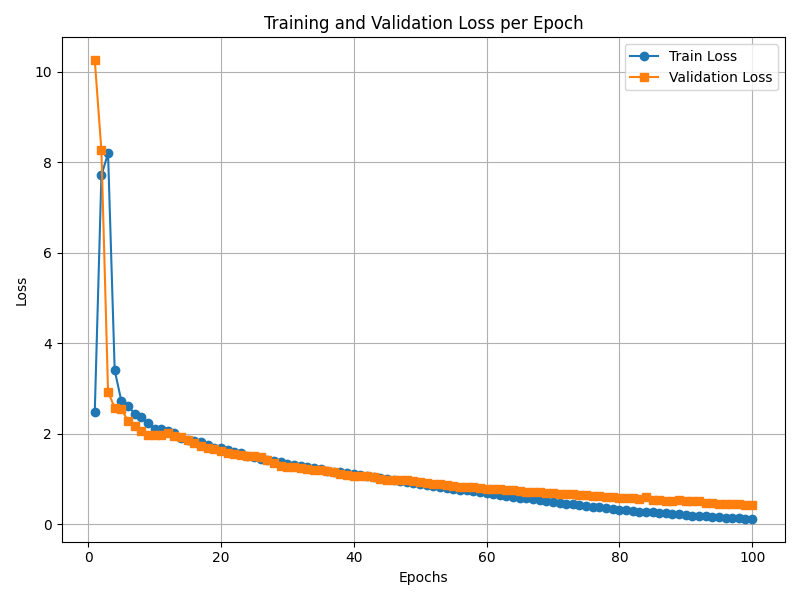 Training and Validation Loss per Epoch
Train Loss
Validation Loss
10
8
6
4
2
0
Loss
0 20 40 60 80 100
Epochs